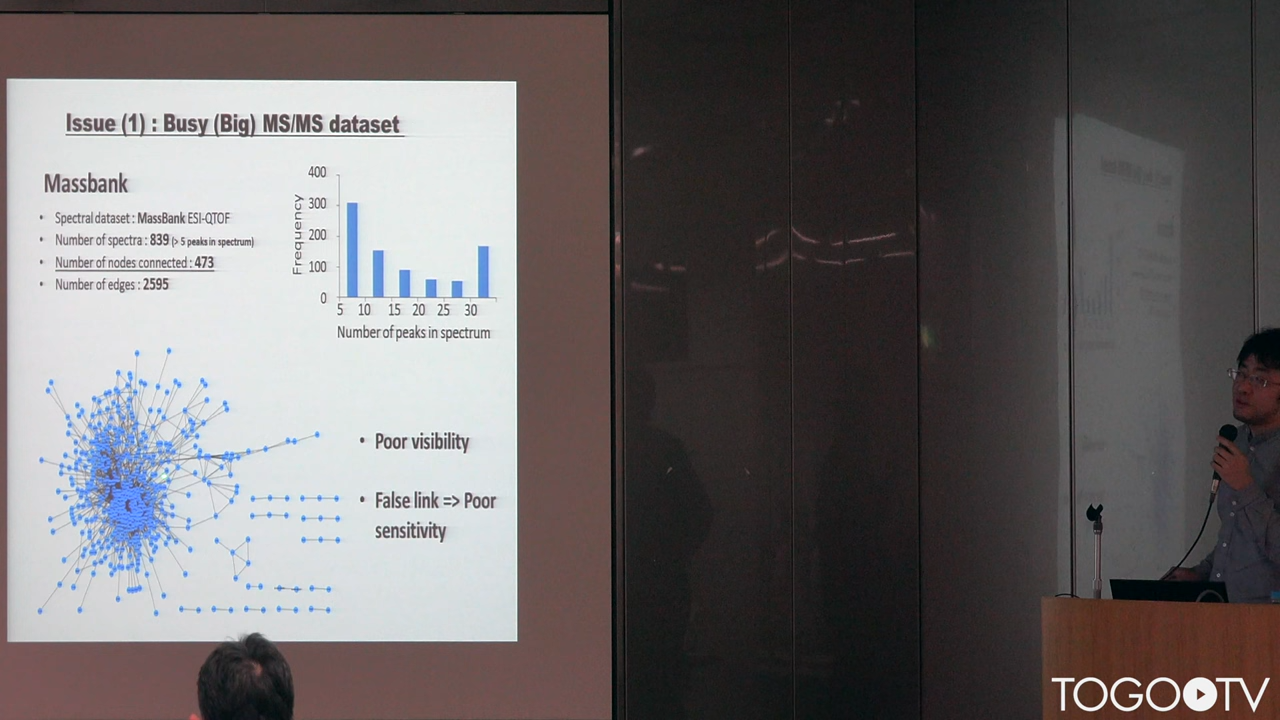 Issue (1) : Busy (Big) MS/MS dataset
Massbank
• Spectral dataset : MassBank ESI-QTOF
• Number of spectra : 839 (> 5 peaks in spectrum)
• Number of nodes connected : 473
• Number of edges : 2595
Frequency
400
300
200
100
0
5 10 15 20 25 30
Number of peaks in spectrum
• Poor visibility
• False link => Poor
sensitivity
TOGO TV